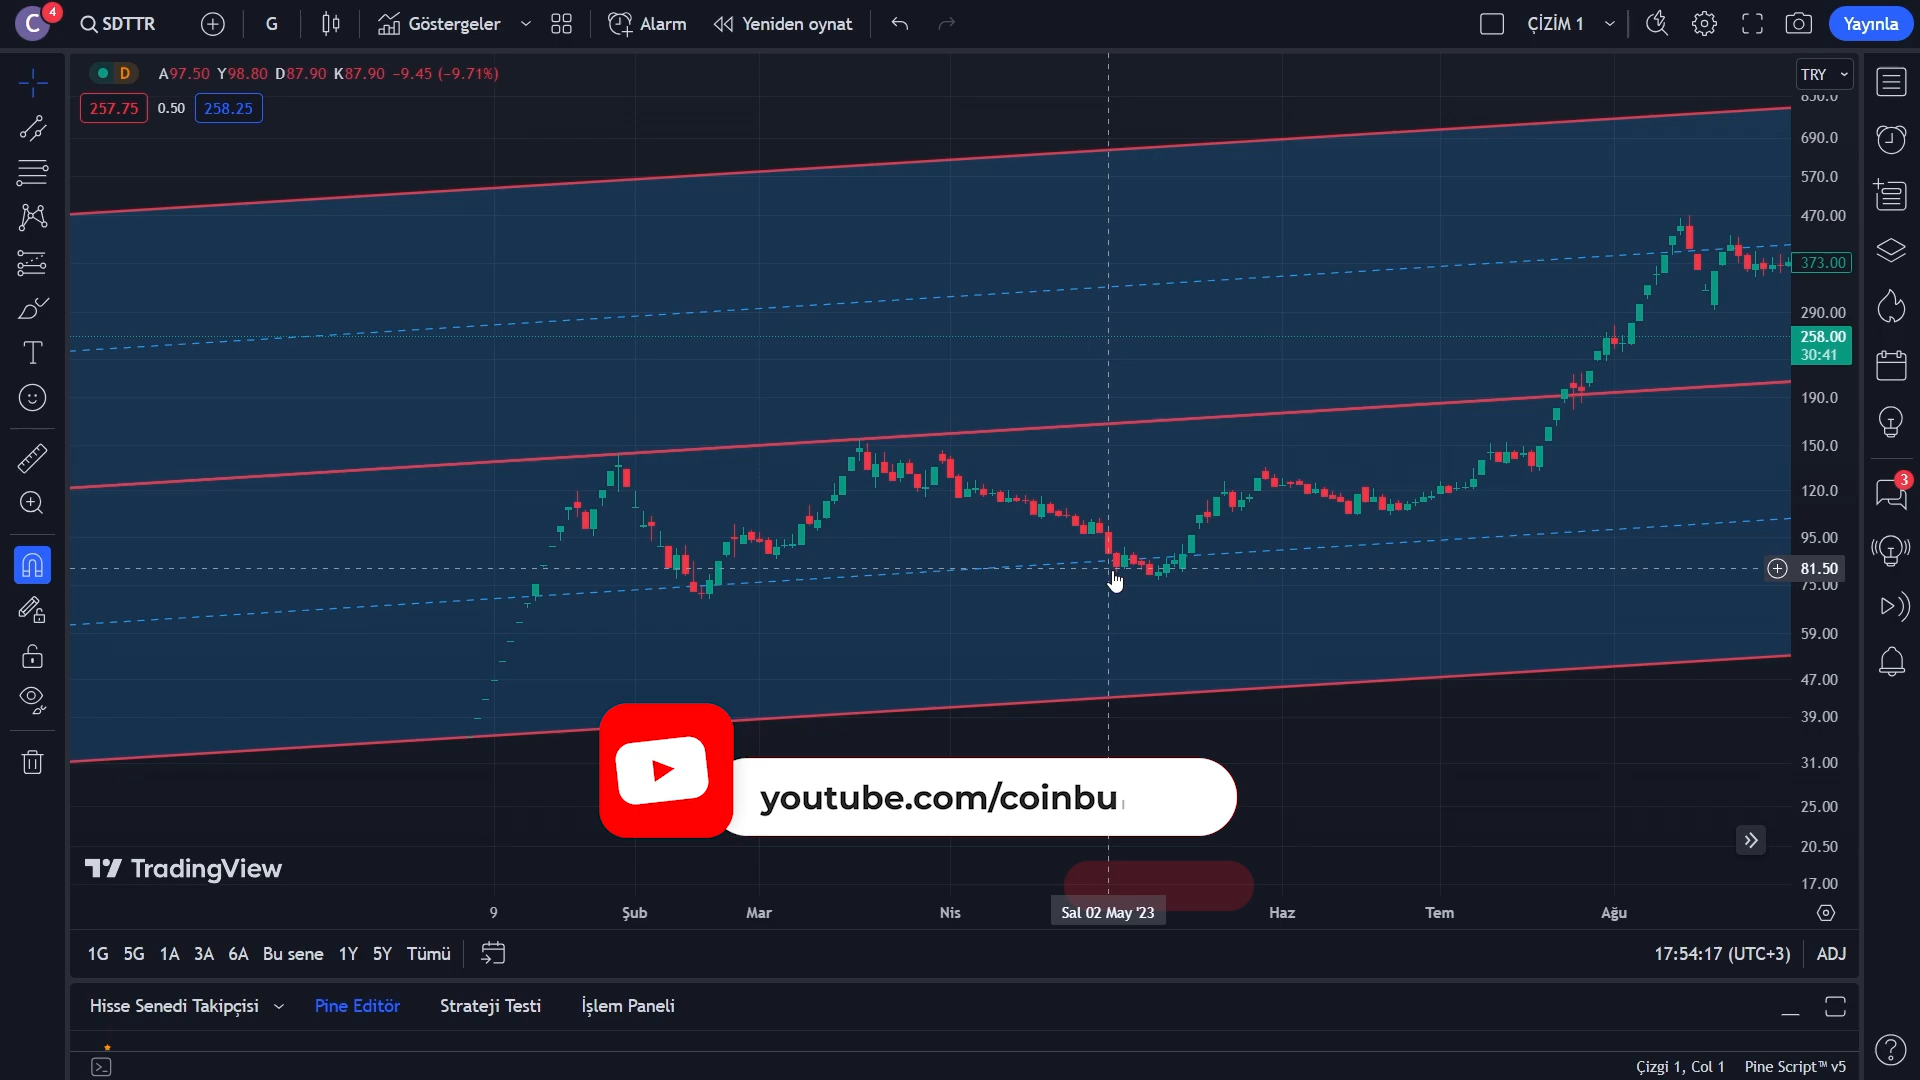 C
4
SDTTR
G
Göstergeler
Alarm
Yeniden oynat
ÇİZİM 1
Yayınla
D A97.50 Y98.80 D87.90 K87.90 -9.45 (-9.71%)
257.75 0.50 258.25
TRY
690.0
570.0
470.00
373.00
290.00
258.00
30:41
190.0
150.0
120.0
95.00
81.50
75.00
59.00
47.00
39.00
31.00
25.00
20.50
17.00
3
youtube.com/coinbu
TradingView
9 Şub Mar Nis Sal 02 May '23 Haz Tem Ağu
1G 5G 1A 3A 6A Bu sene 1Y 5Y Tümü
17:54:17 (UTC+3) ADJ
Hisse Senedi Takipçisi Pine Editör Strateji Testi İşlem Paneli
Çizgi 1, Col 1 Pine Script™ v5